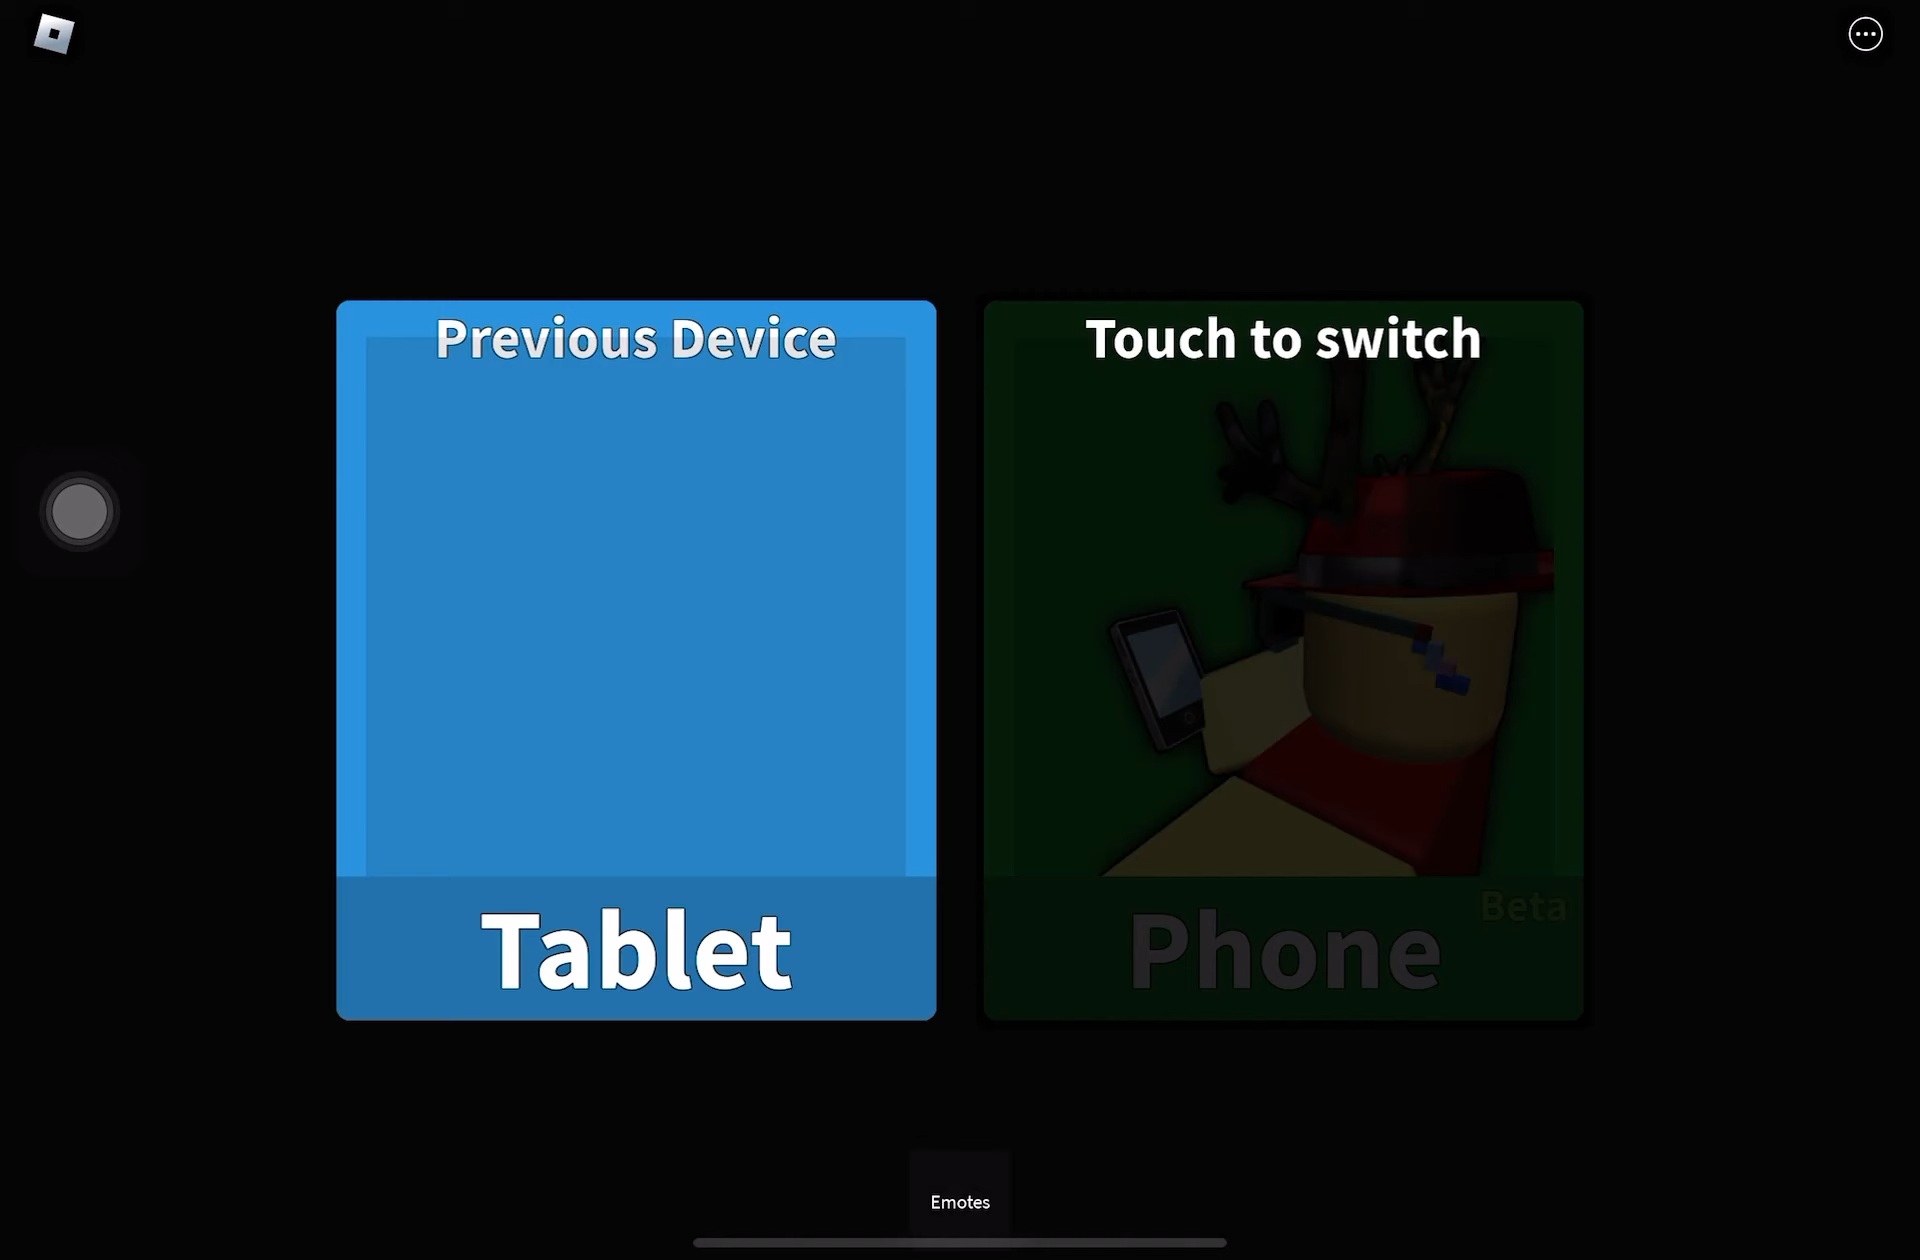 Previous Device
Touch to switch
Tablet
Phone
Beta
Emotes